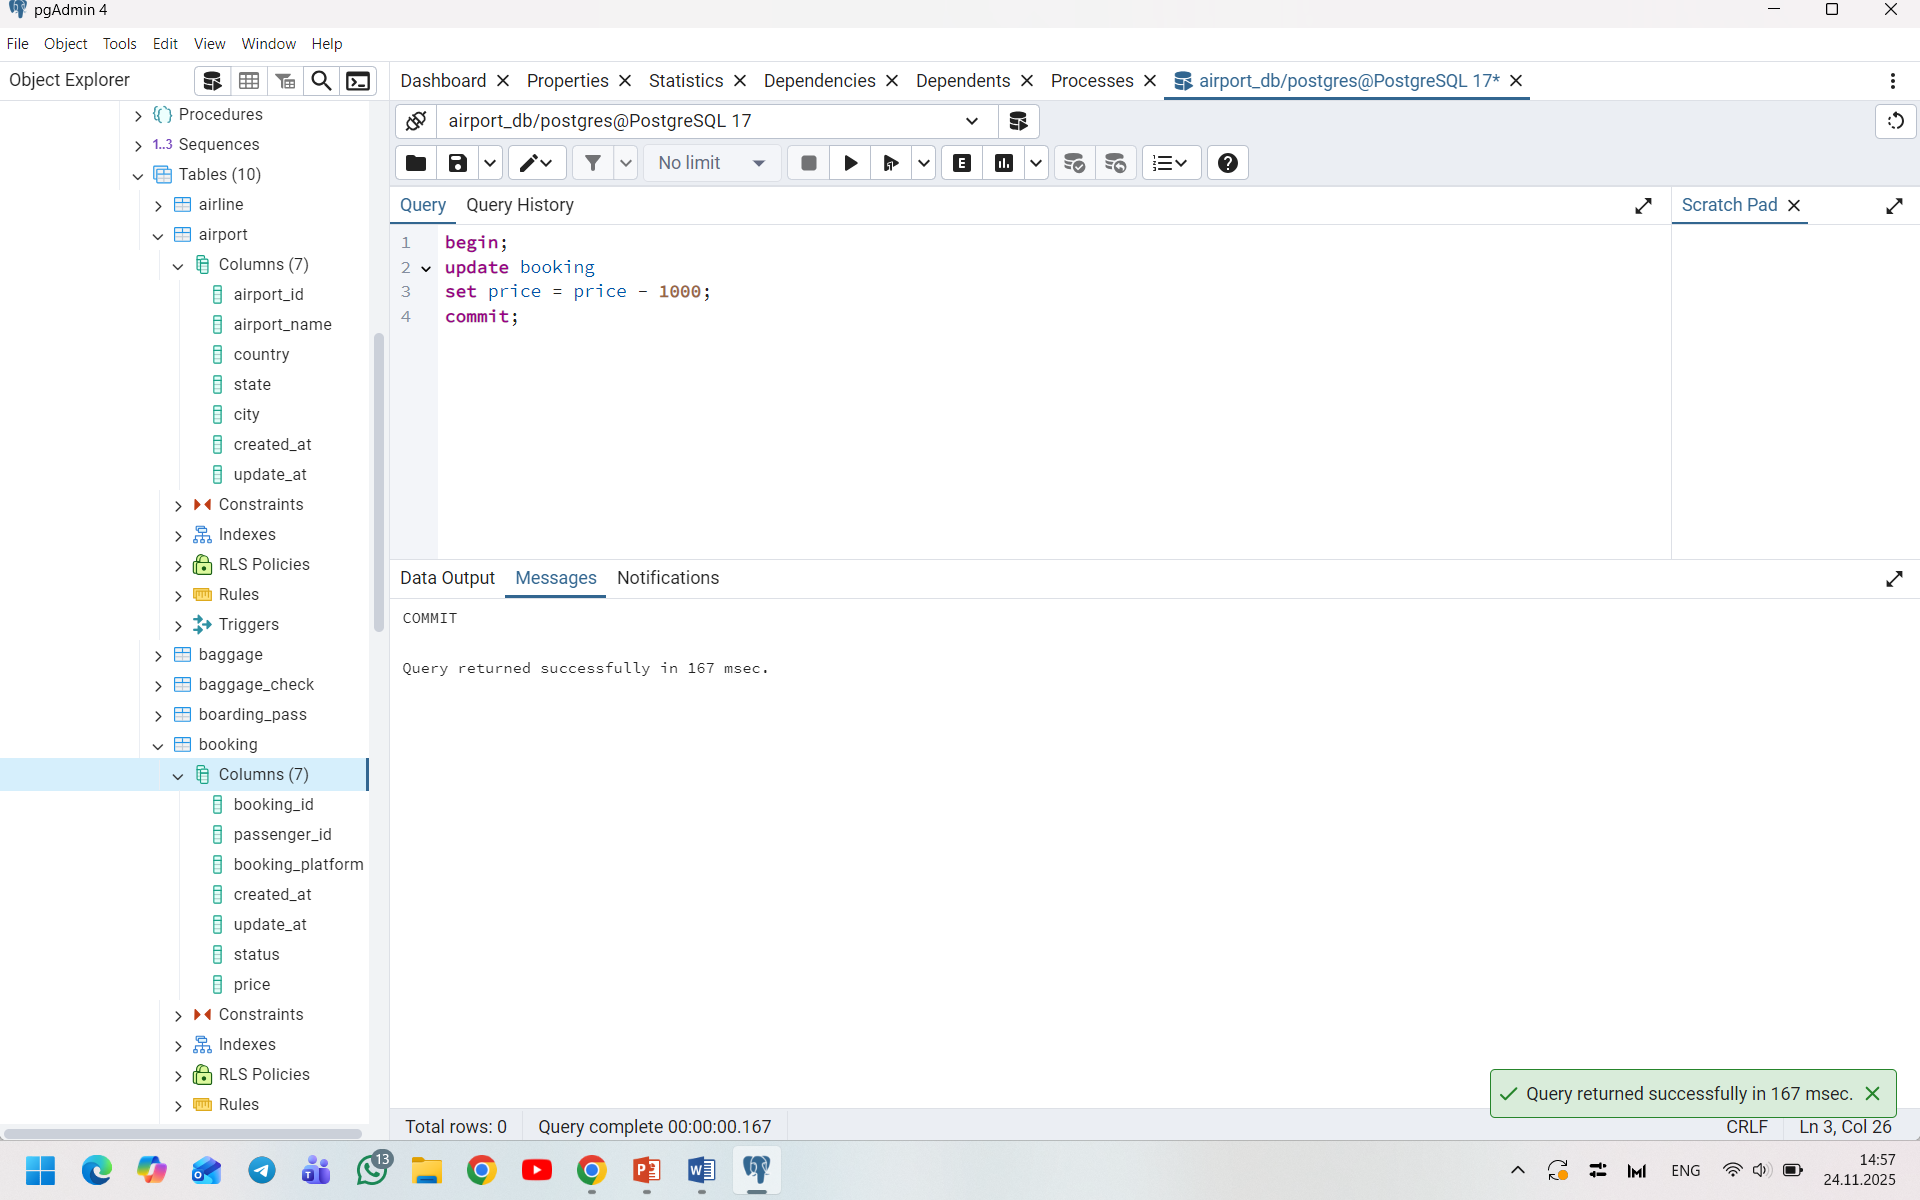 pgAdmin 4
File Object Tools Edit View Window Help
Object Explorer
Dashboard Properties Statistics Dependencies Dependents Processes airport_db/postgres@PostgreSQL 17*
airport_db/postgres@PostgreSQL 17
No limit
E
Query Query History
Scratch Pad
1 begin;
2 update booking
3 set price = price - 1000;
4 commit;
Procedures
1..3 Sequences
Tables (10)
airline
airport
Columns (7)
airport_id
airport_name
country
state
city
created_at
update_at
Constraints
Indexes
RLS Policies
Rules
Triggers
baggage
baggage_check
boarding_pass
booking
Columns (7)
booking_id
passenger_id
booking_platform
created_at
update_at
status
price
Constraints
Indexes
RLS Policies
Rules
Data Output Messages Notifications
COMMIT
Query returned successfully in 167 msec.
Query returned successfully in 167 msec.
Total rows: 0 Query complete 00:00:00.167 CRLF Ln 3, Col 26
13
ENG
14:57
24.11.2025